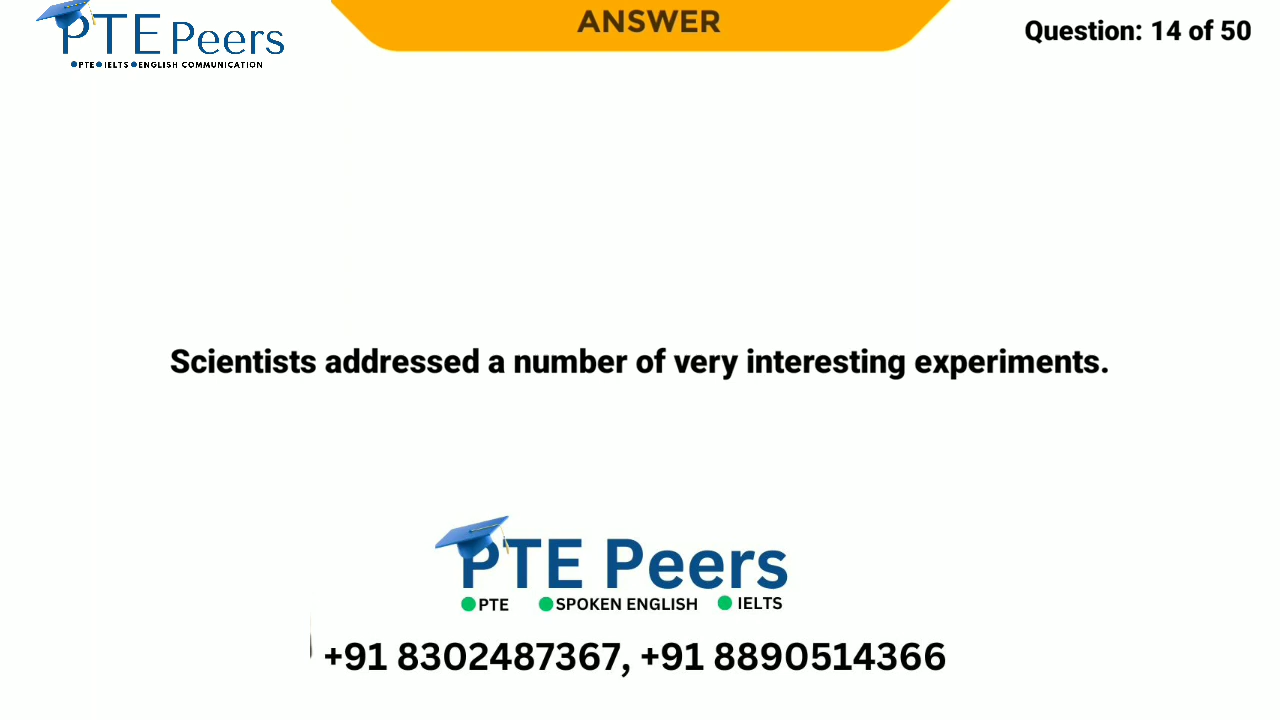 PTE Peers
PTE IELTS ENGLISH COMMUNICATION
ANSWER
Question: 14 of 50
Scientists addressed a number of very interesting experiments.
PTE Peers
PTE SPOKEN ENGLISH IELTS
+91 8302487367, +91 8890514366